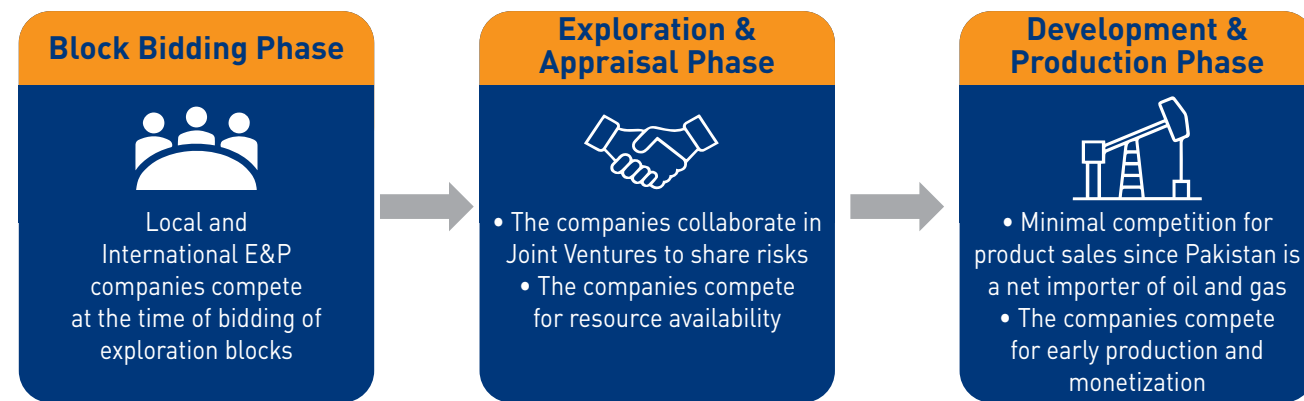 Block Bidding Phase
Local and
International E&P
companies compete
at the time of bidding of
exploration blocks
Exploration &
Appraisal Phase
• The companies collaborate in
Joint Ventures to share risks
• The companies compete
for resource availability
Development &
Production Phase
• Minimal competition for
product sales since Pakistan is
a net importer of oil and gas
• The companies compete
for early production and
monetization